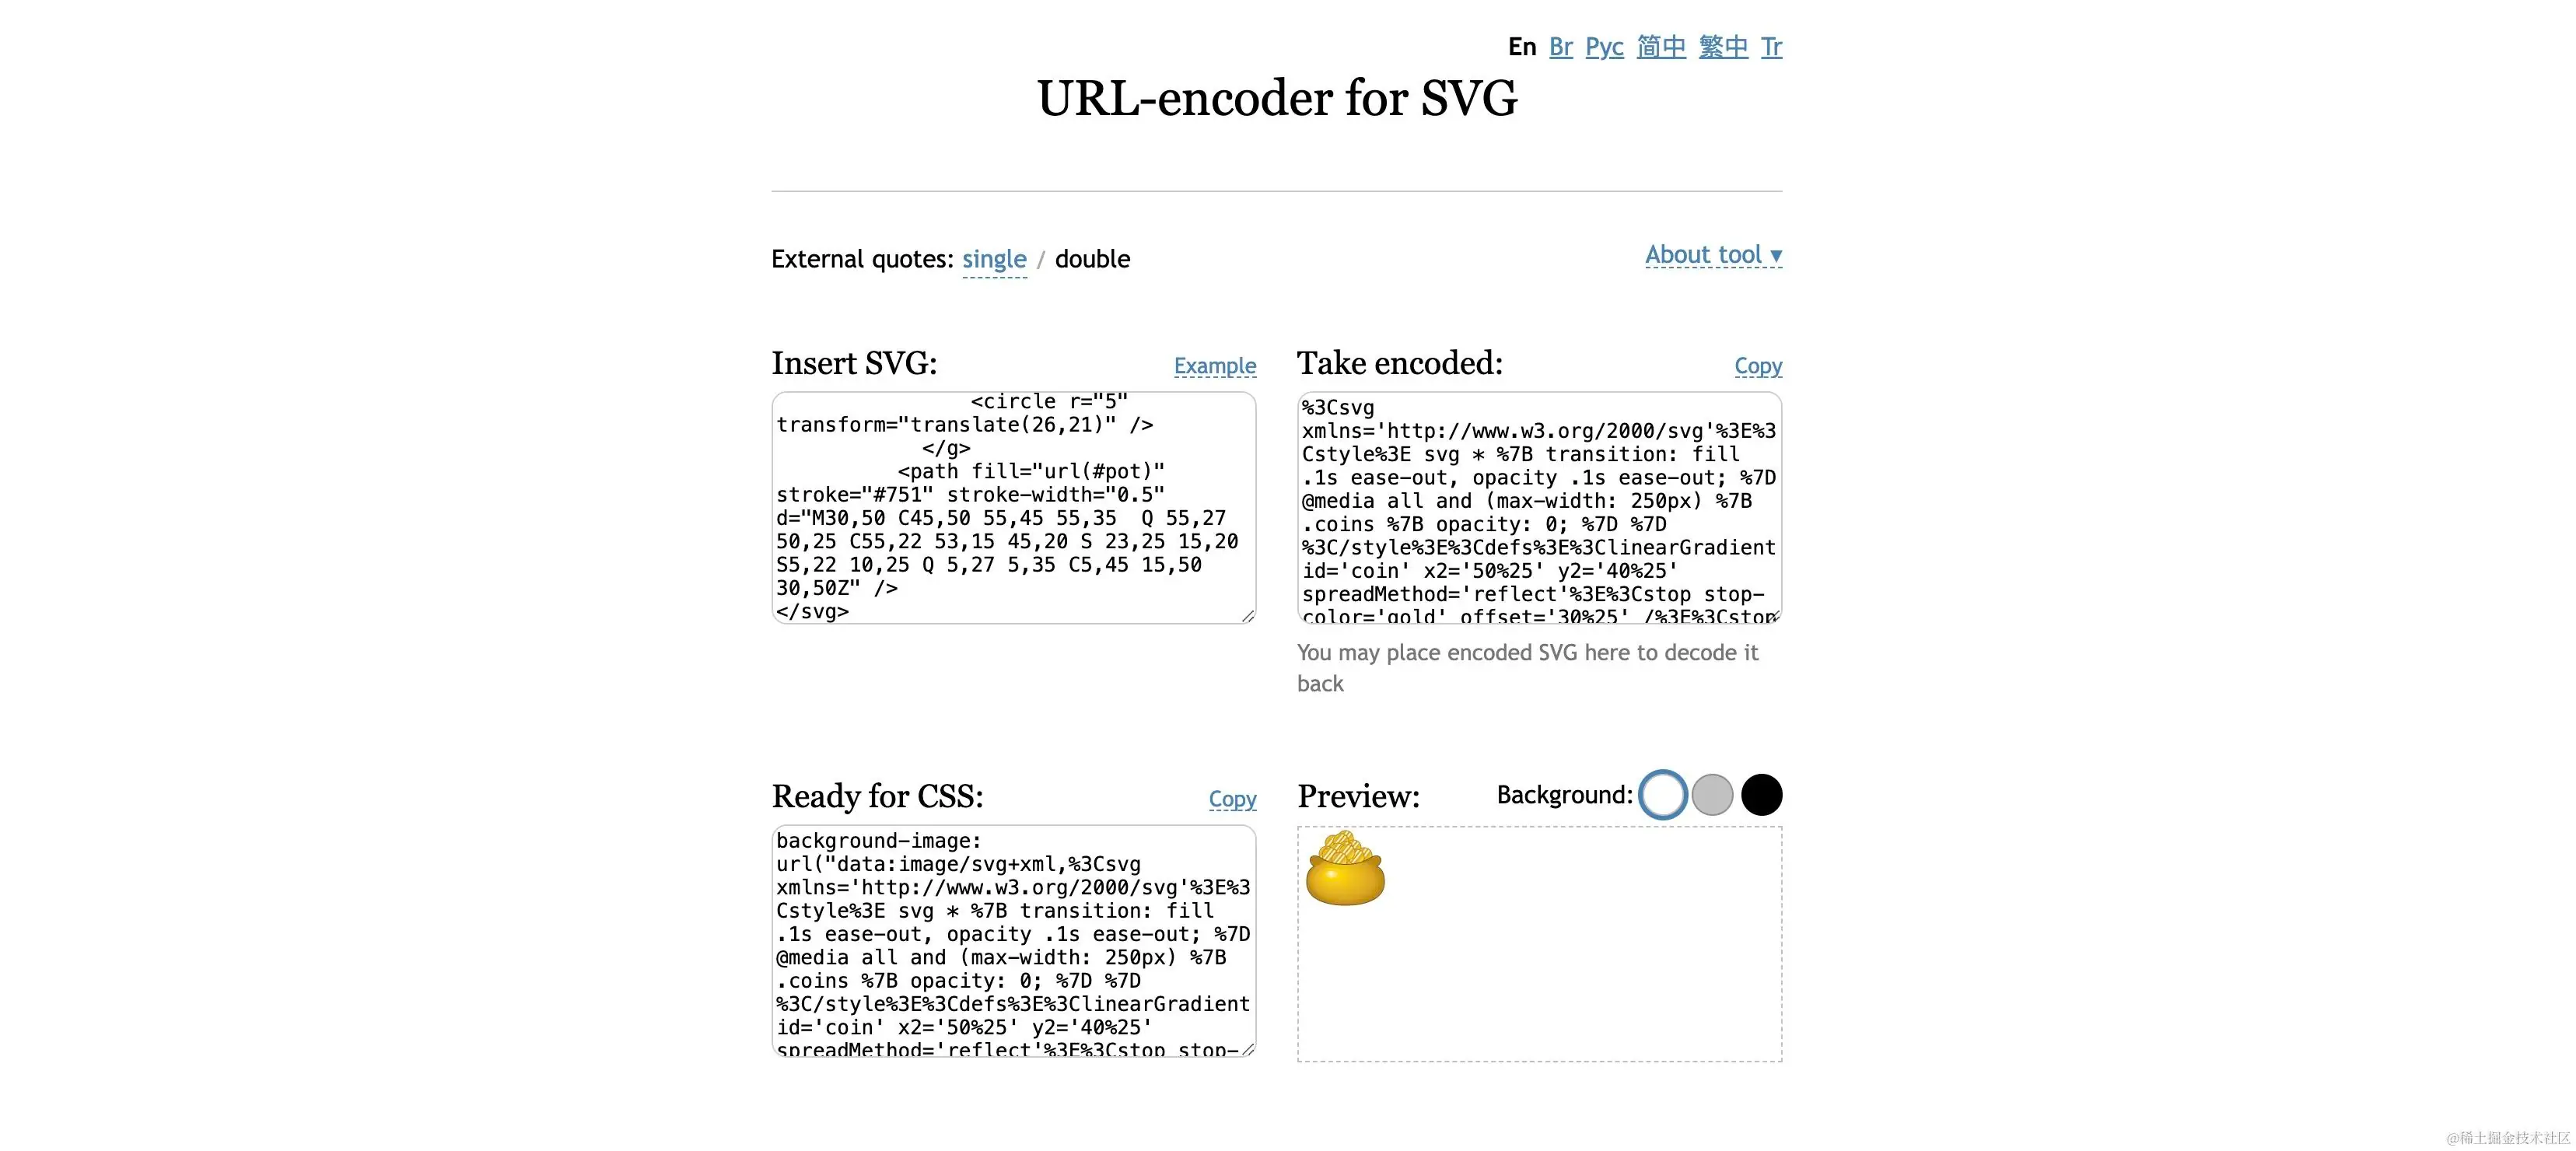 En Br Рус 简中 繁中 Tr
URL-encoder for SVG
External quotes: single / double
About tool ▾
Insert SVG:
Example
<circle r="5"
transform="translate(26,21)" />
</g>
<path fill="url(#pot)"
stroke="#751" stroke-width="0.5"
d="M30,50 C45,50 55,45 55,35  Q 55,27
50,25 C55,22 53,15 45,20 S 23,25 15,20
S5,22 10,25 Q 5,27 5,35 C5,45 15,50
30,50Z" />
</svg>
Take encoded:
Copy
%3Csvg
xmlns='http://www.w3.org/2000/svg'%3E%3
Cstyle%3E svg * %7B transition: fill
.1s ease-out, opacity .1s ease-out; %7D
@media all and (max-width: 250px) %7B
.coins %7B opacity: 0; %7D %7D
%3C/style%3E%3Cdefs%3E%3ClinearGradient
id='coin' x2='50%25' y2='40%25'
spreadMethod='reflect'%3E%3Cstop stop-
color='gold' offset='30%25' /%3E%3Cstop
You may place encoded SVG here to decode it
back
Ready for CSS:
Copy
background-image:
url("data:image/svg+xml,%3Csvg
xmlns='http://www.w3.org/2000/svg'%3E%3
Cstyle%3E svg * %7B transition: fill
.1s ease-out, opacity .1s ease-out; %7D
@media all and (max-width: 250px) %7B
.coins %7B opacity: 0; %7D %7D
%3C/style%3E%3Cdefs%3E%3ClinearGradient
id='coin' x2='50%25' y2='40%25'
spreadMethod='reflect'%3E%3Cstop stop-
Preview:
Background:
@稀土掘金技术社区